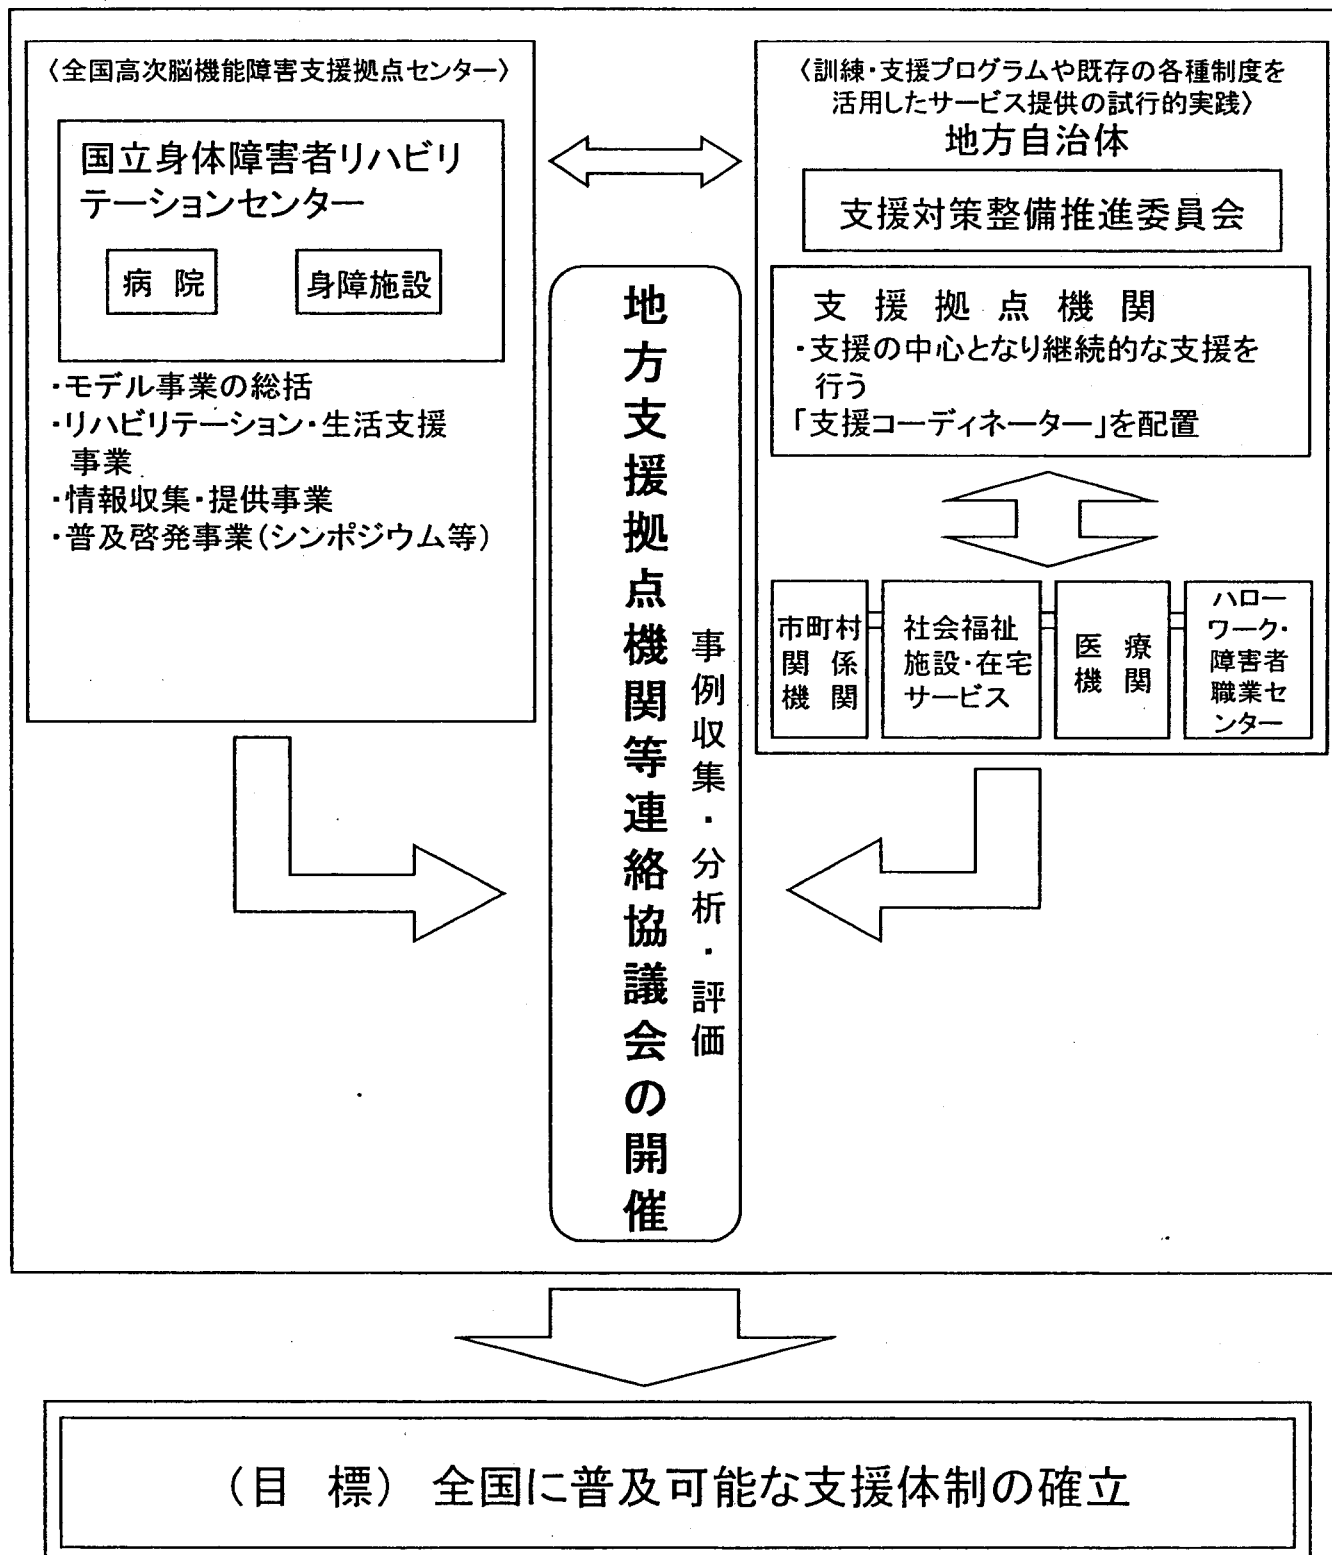 〈全国高次脳機能障害支援拠点センター〉
国立身体障害者リハビリ
テーションセンター
病 院
身障施設
・モデル事業の総括
・リハビリテーション・生活支援
事業
・情報収集・提供事業
・普及啓発事業(シンポジウム等)
地方支援拠点機関等連絡協議会の開催
事例収集・分析・評価
〈訓練・支援プログラムや既存の各種制度を
活用したサービス提供の試行的実践〉
地方自治体
支援対策整備推進委員会
支 援 拠 点 機 関
・支援の中心となり継続的な支援を
行う
「支援コーディネーター」を配置
市町村
関 係
機 関
社会福祉
施設・在宅
サービス
医 療
機 関
ハロー
ワーク・
障害者
職業セ
ンター
(目 標) 全国に普及可能な支援体制の確立